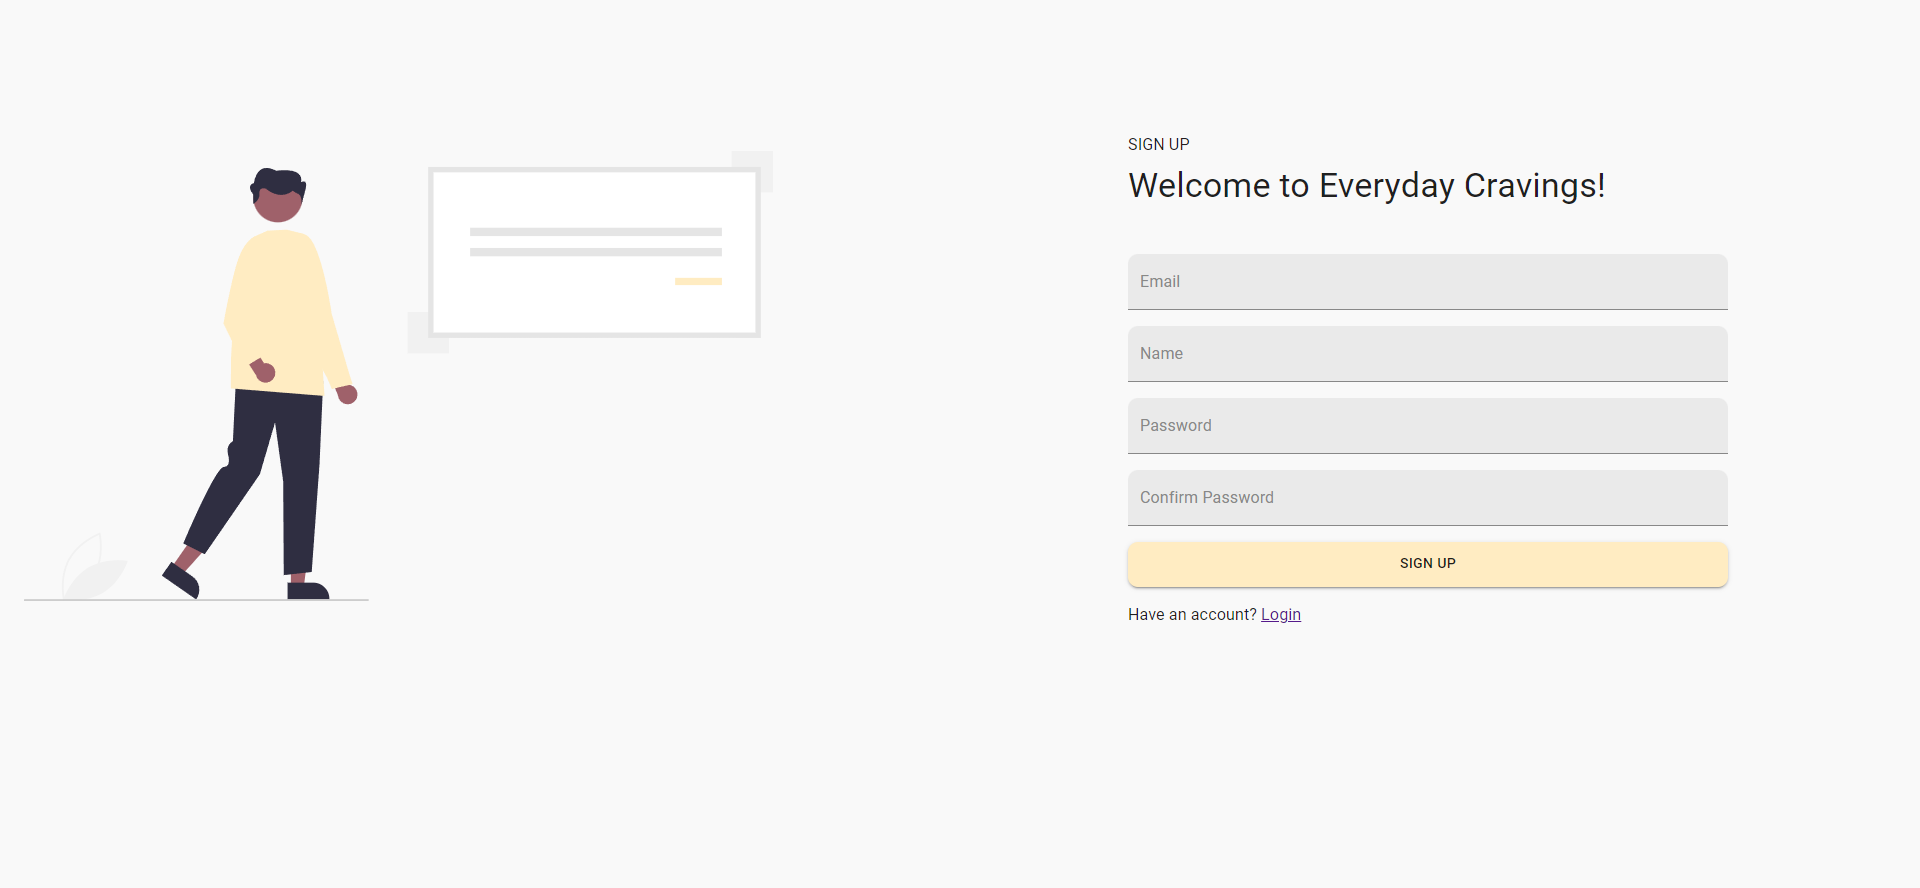 SIGN UP
Welcome to Everyday Cravings!
Email
Name
Password
Confirm Password
SIGN UP
Have an account? Login